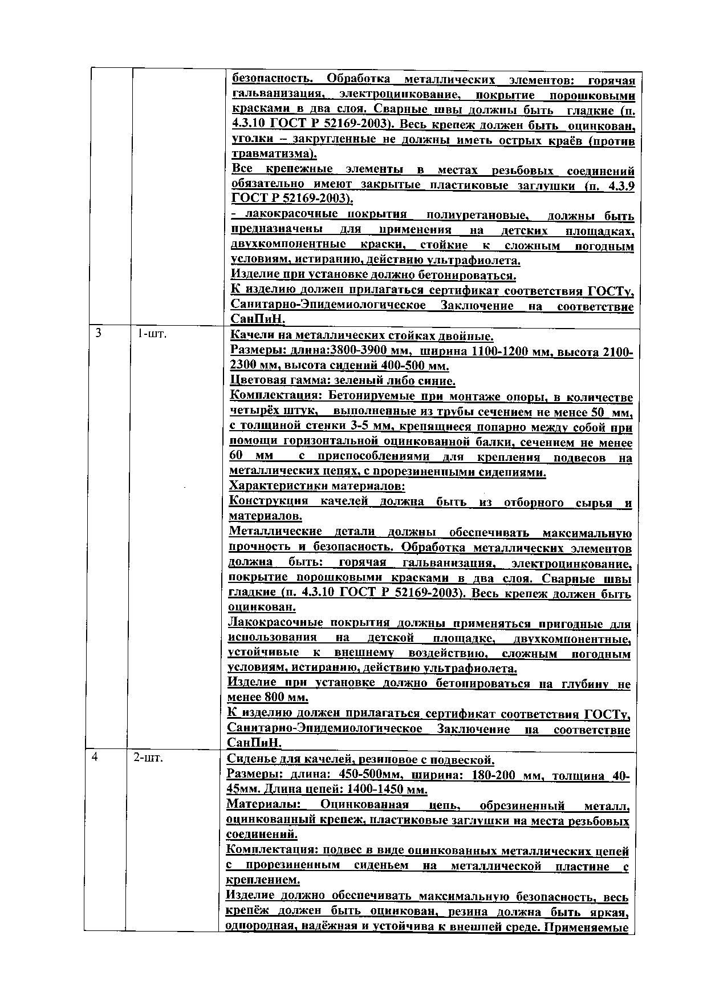 безопасность. Обработка металлических элементов: горячая
гальванизация, электроцинкование, покрытие порошковыми
красками в два слоя. Сварные швы должны быть гладкие (п.
4.3.10 ГОСТ Р 52169-2003). Весь крепеж должен быть оцинкован,
уголки – закругленные не должны иметь острых краёв (против
травматизма).
Все крепежные элементы в местах резьбовых соединений
обязательно имеют закрытые пластиковые заглушки (п. 4.3.9
ГОСТ Р 52169-2003).
- лакокрасочные покрытия полиуретановые, должны быть
предназначены для применения на детских площадках,
двухкомпонентные краски, стойкие к сложным погодным
условиям, истиранию, действию ультрафиолета.
Изделие при установке должно бетонироваться.
К изделию должен прилагаться сертификат соответствия ГОСТу,
Санитарно-Эпидемиологическое Заключение на соответствие
СанПиН.
3 1-шт. Качели на металлических стойках двойные.
Размеры: длина:3800-3900 мм, ширина 1100-1200 мм, высота 2100-
2300 мм, высота сидений 400-500 мм.
Цветовая гамма: зеленый либо синие.
Комплектация: Бетонируемые при монтаже опоры, в количестве
четырёх штук, выполненные из трубы сечением не менее 50 мм,
с толщиной стенки 3-5 мм, крепящиеся попарно между собой при
помощи горизонтальной оцинкованной балки, сечением не менее
60 мм с приспособлениями для крепления подвесов на
металлических цепях, с прорезиненными сидениями.
Характеристики материалов:
Конструкция качелей должна быть из отборного сырья и
материалов.
Металлические детали должны обеспечивать максимальную
прочность и безопасность. Обработка металлических элементов
должна быть: горячая гальванизация, электроцинкование,
покрытие порошковыми красками в два слоя. Сварные швы
гладкие (п. 4.3.10 ГОСТ Р 52169-2003). Весь крепеж должен быть
оцинкован.
Лакокрасочные покрытия должны применяться пригодные для
использования на детской площадке, двухкомпонентные,
устойчивые к внешнему воздействию, сложным погодным
условиям, истиранию, действию ультрафиолета.
Изделие при установке должно бетонироваться на глубину не
менее 800 мм.
К изделию должен прилагаться сертификат соответствия ГОСТу,
Санитарно-Эпидемиологическое Заключение на соответствие
СанПиН.
4 2-шт. Сиденье для качелей, резиновое с подвеской.
Размеры: длина: 450-500мм, ширина: 180-200 мм, толщина 40-
45мм. Длина цепей: 1400-1450 мм.
Материалы: Оцинкованная цепь, обрезиненный металл,
оцинкованный крепеж, пластиковые заглушки на места резьбовых
соединений.
Комплектация: подвес в виде оцинкованных металлических цепей
с прорезиненным сиденьем на металлической пластине с
креплением.
Изделие должно обеспечивать максимальную безопасность, весь
крепёж должен быть оцинкован, резина должна быть яркая,
однородная, надёжная и устойчива к внешней среде. Применяемые